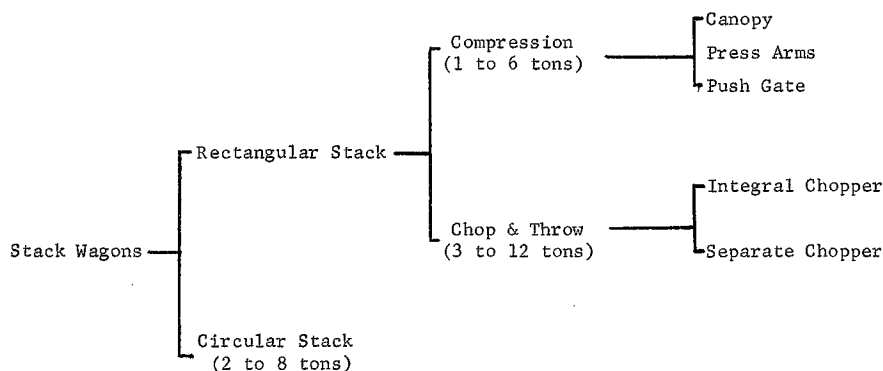 Canopy
Compression
(1 to 6 tons)
Press Arms
Push Gate
Rectangular Stack
Integral Chopper
Chop & Throw
(3 to 12 tons)
Stack Wagons
Separate Chopper
Circular Stack
(2 to 8 tons)